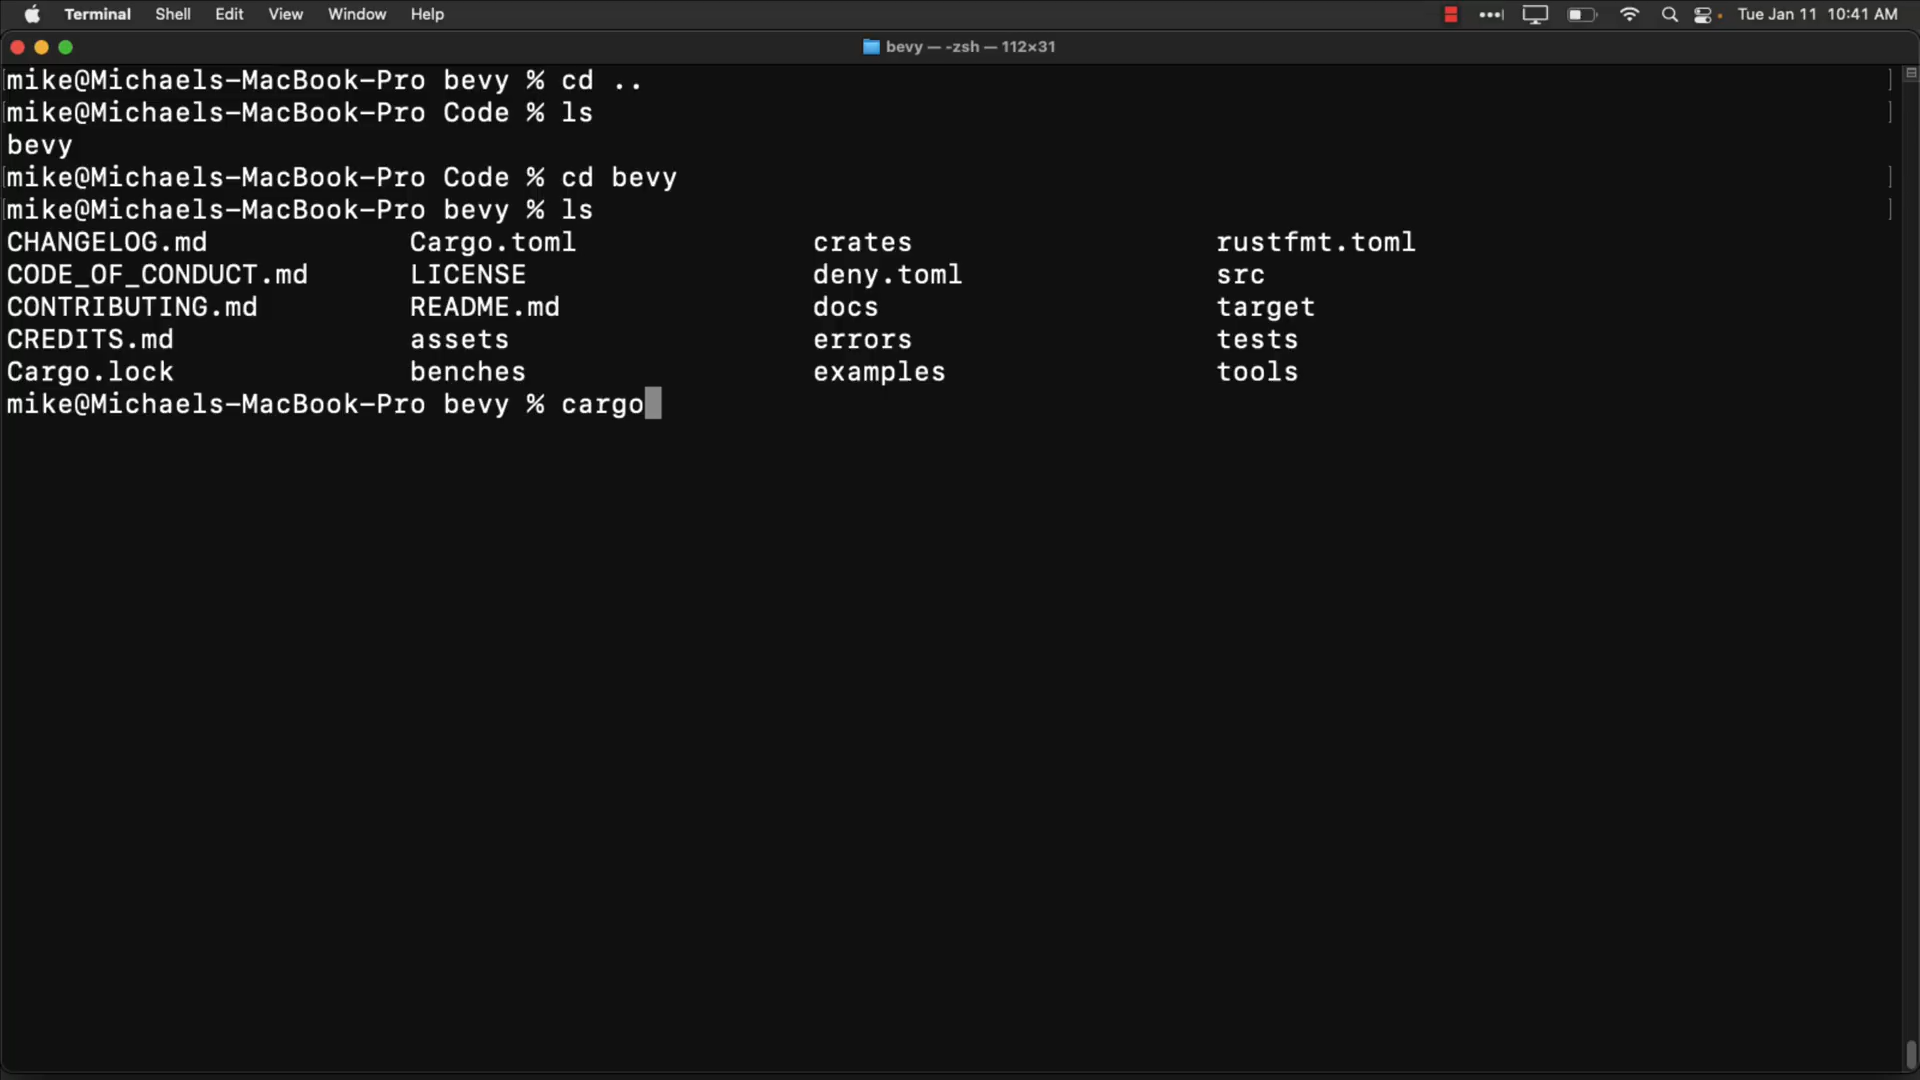 Terminal Shell Edit View Window Help Tue Jan 11 10:41 AM
bevy — -zsh — 112×31
mike@Michaels-MacBook-Pro bevy % cd ..
mike@Michaels-MacBook-Pro Code % ls
bevy
mike@Michaels-MacBook-Pro Code % cd bevy
mike@Michaels-MacBook-Pro bevy % ls
CHANGELOG.md Cargo.toml crates rustfmt.toml
CODE_OF_CONDUCT.md LICENSE deny.toml src
CONTRIBUTING.md README.md docs target
CREDITS.md assets errors tests
Cargo.lock benches examples tools
mike@Michaels-MacBook-Pro bevy % cargo